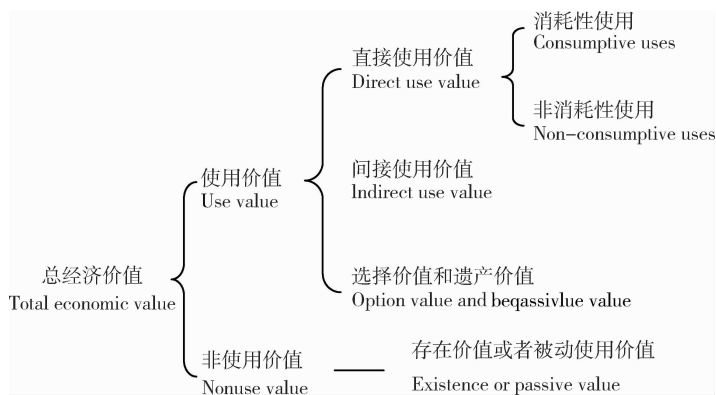 消耗性使用
Consumptive uses
直接使用价值
Direct use value
非消耗性使用
Non-consumptive uses
使用价值
Use value
间接使用价值
Indirect use value
总经济价值
Total economic value
选择价值和遗产价值
Option value and beqassivlue value
非使用价值
Nonuse value
存在价值或者被动使用价值
Existence or passive value